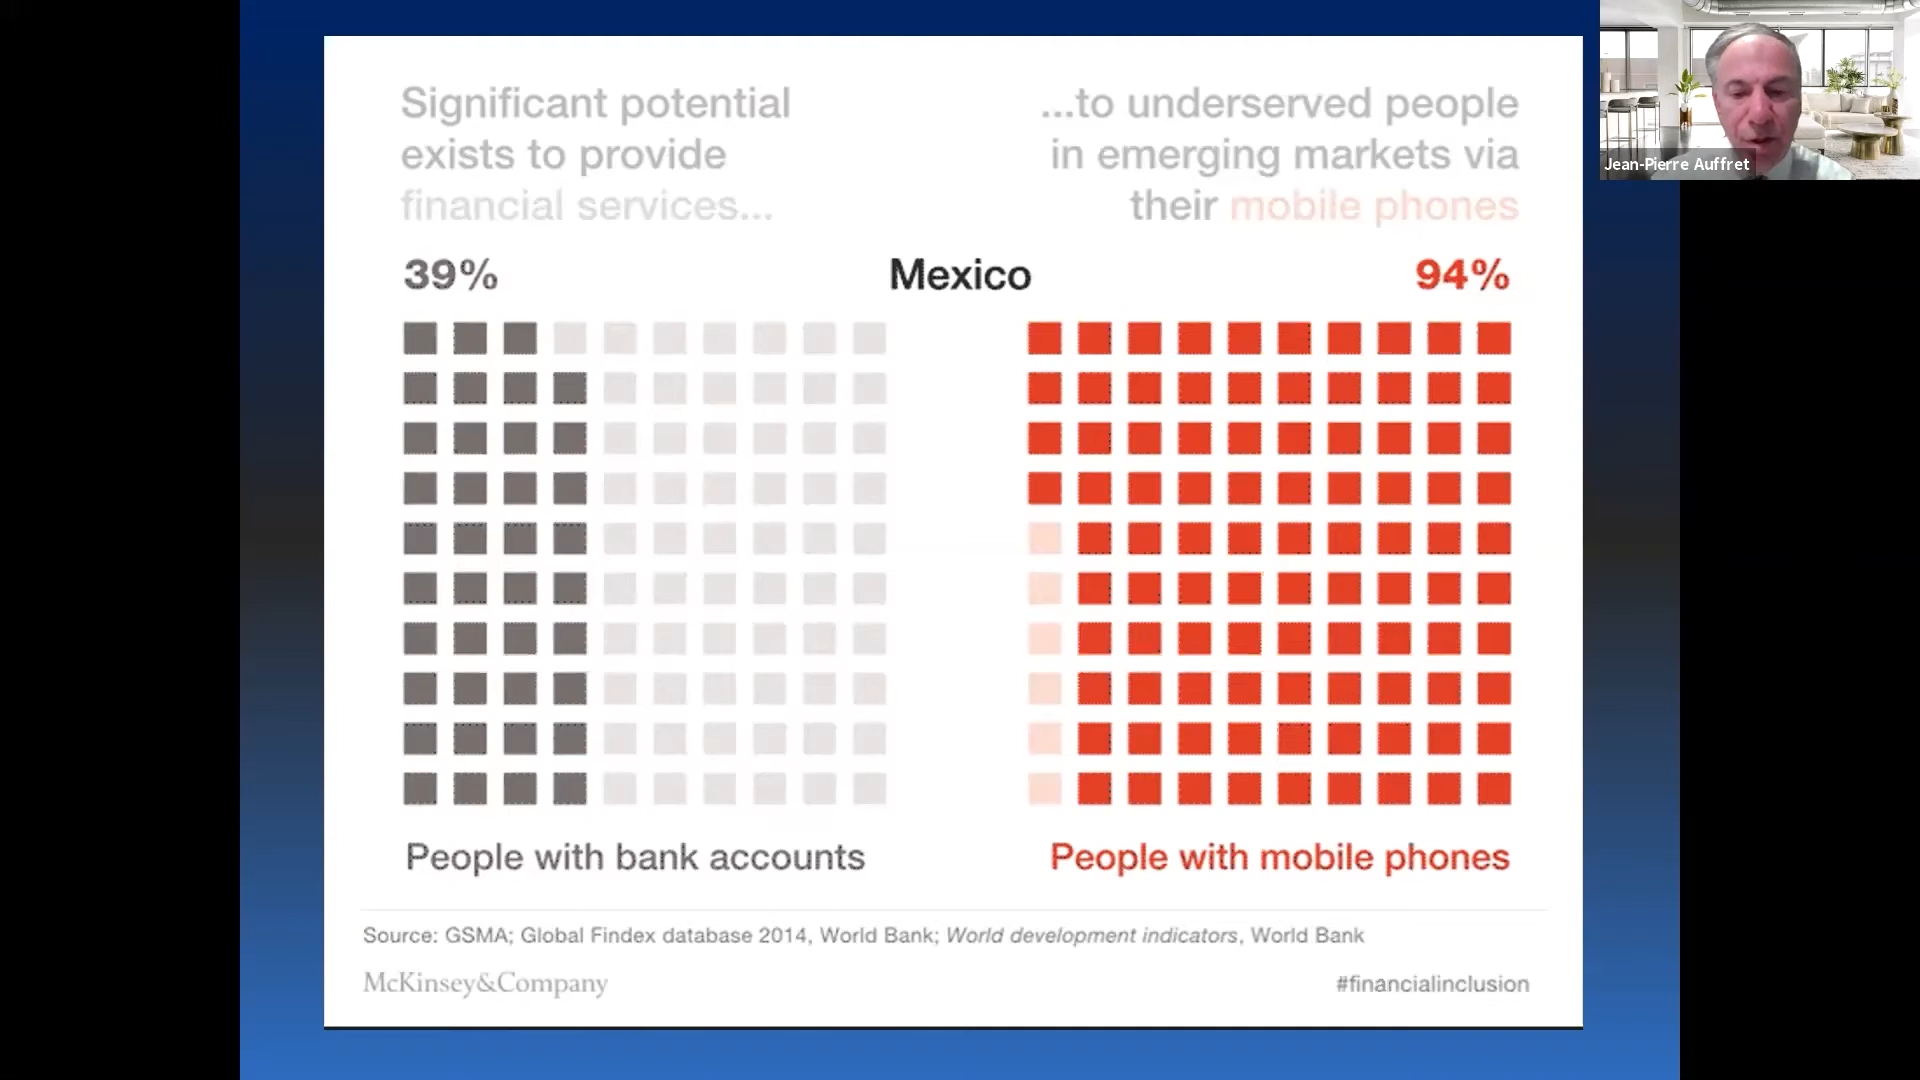 Significant potential
exists to provide
financial services...
...to underserved people
in emerging markets via
their mobile phones
Jean-Pierre Auffret
39%
Mexico
94%
People with bank accounts
People with mobile phones
Source: GSMA; Global Findex database 2014, World Bank; World development indicators, World Bank
McKinsey&Company
#financialinclusion